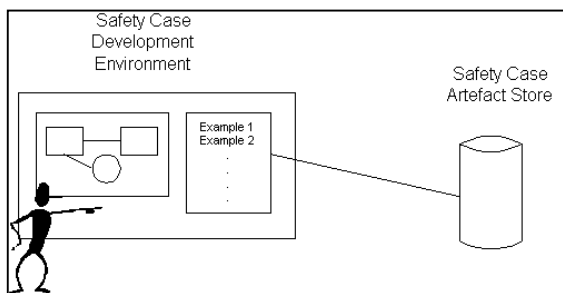 Safety Case
Development
Environment
Safety Case
Artefact Store
Example 1
Example 2
.
.
.
.